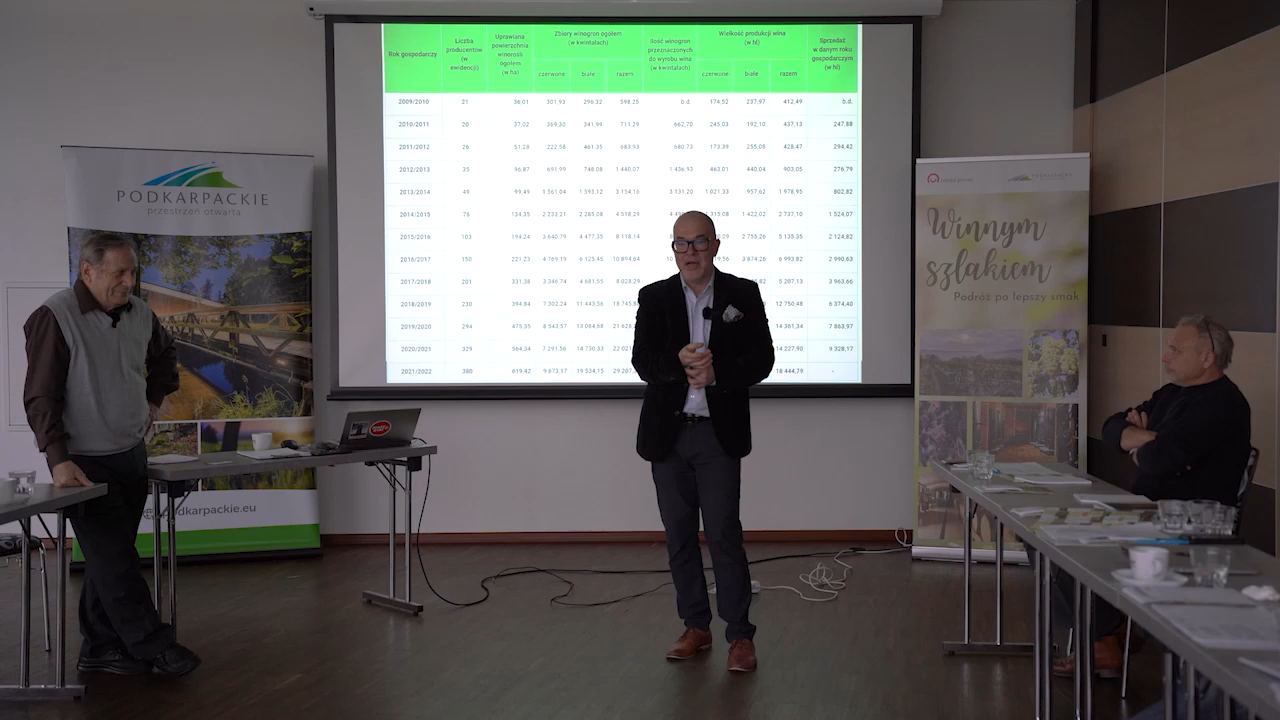 Rok gospodarczy
Liczba
producentów
(w
ewidencji)
Uprawiana
powierzchnia
winorośli
ogółem
(w ha)
Zbiory winogron ogółem
(w kwintalach)
czerwone białe razem
Ilość winogron
przeznaczonych
do wyrobu wina
(w kwintalach)
Wielkość produkcji wina
(w hl)
czerwone białe razem
Sprzedaż
w danym roku
gospodarczym
(w hl)
2009/2010 21 36,01 301,93 296,32 598,25 b.d. 174,52 237,97 412,49 b.d.
2010/2011 20 37,02 369,30 341,99 711,29 662,70 245,03 192,10 437,13 247,88
2011/2012 26 51,28 222,58 461,35 683,93 680,73 173,39 255,08 428,47 294,42
2012/2013 35 96,87 691,99 748,08 1 440,07 1 436,93 463,01 440,04 903,05 276,79
2013/2014 49 99,49 1 561,04 1 593,12 3 154,16 3 131,20 1 021,33 957,62 1 978,95 802,82
2014/2015 76 134,35 2 233,21 2 285,08 4 518,29 1 315,08 1 422,02 2 737,10 1 524,07
2015/2016 103 194,24 3 640,79 4 477,35 8 118,14 2 755,26 5 135,35 2 124,82
2016/2017 150 221,23 4 769,19 6 125,45 10 894,64 3 874,26 6 993,82 2 990,63
2017/2018 201 331,38 3 346,74 4 681,55 8 028,29 5 207,13 3 963,66
2018/2019 230 394,84 7 302,24 11 443,56 12 750,48 6 374,40
2019/2020 294 475,35 8 543,57 13 084,68 14 361,34 7 863,97
2020/2021 329 564,34 7 291,56 14 730,33 14 227,90 9 328,17
2021/2022 380 619,42 9 673,17 19 534,15 18 444,79 -
PODKARPACKIE
przestrzeń otwarta
podkarpackie.eu
PODKARPACKIE
Winnym
szlakiem
Podróż po lepszy smak